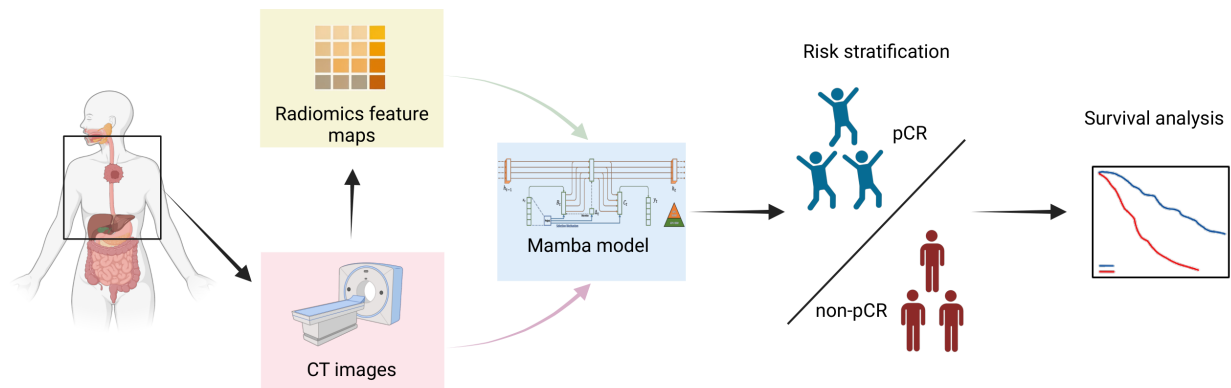 Radiomics feature
maps
CT images
Mamba model
Risk stratification
pCR
non-pCR
Survival analysis